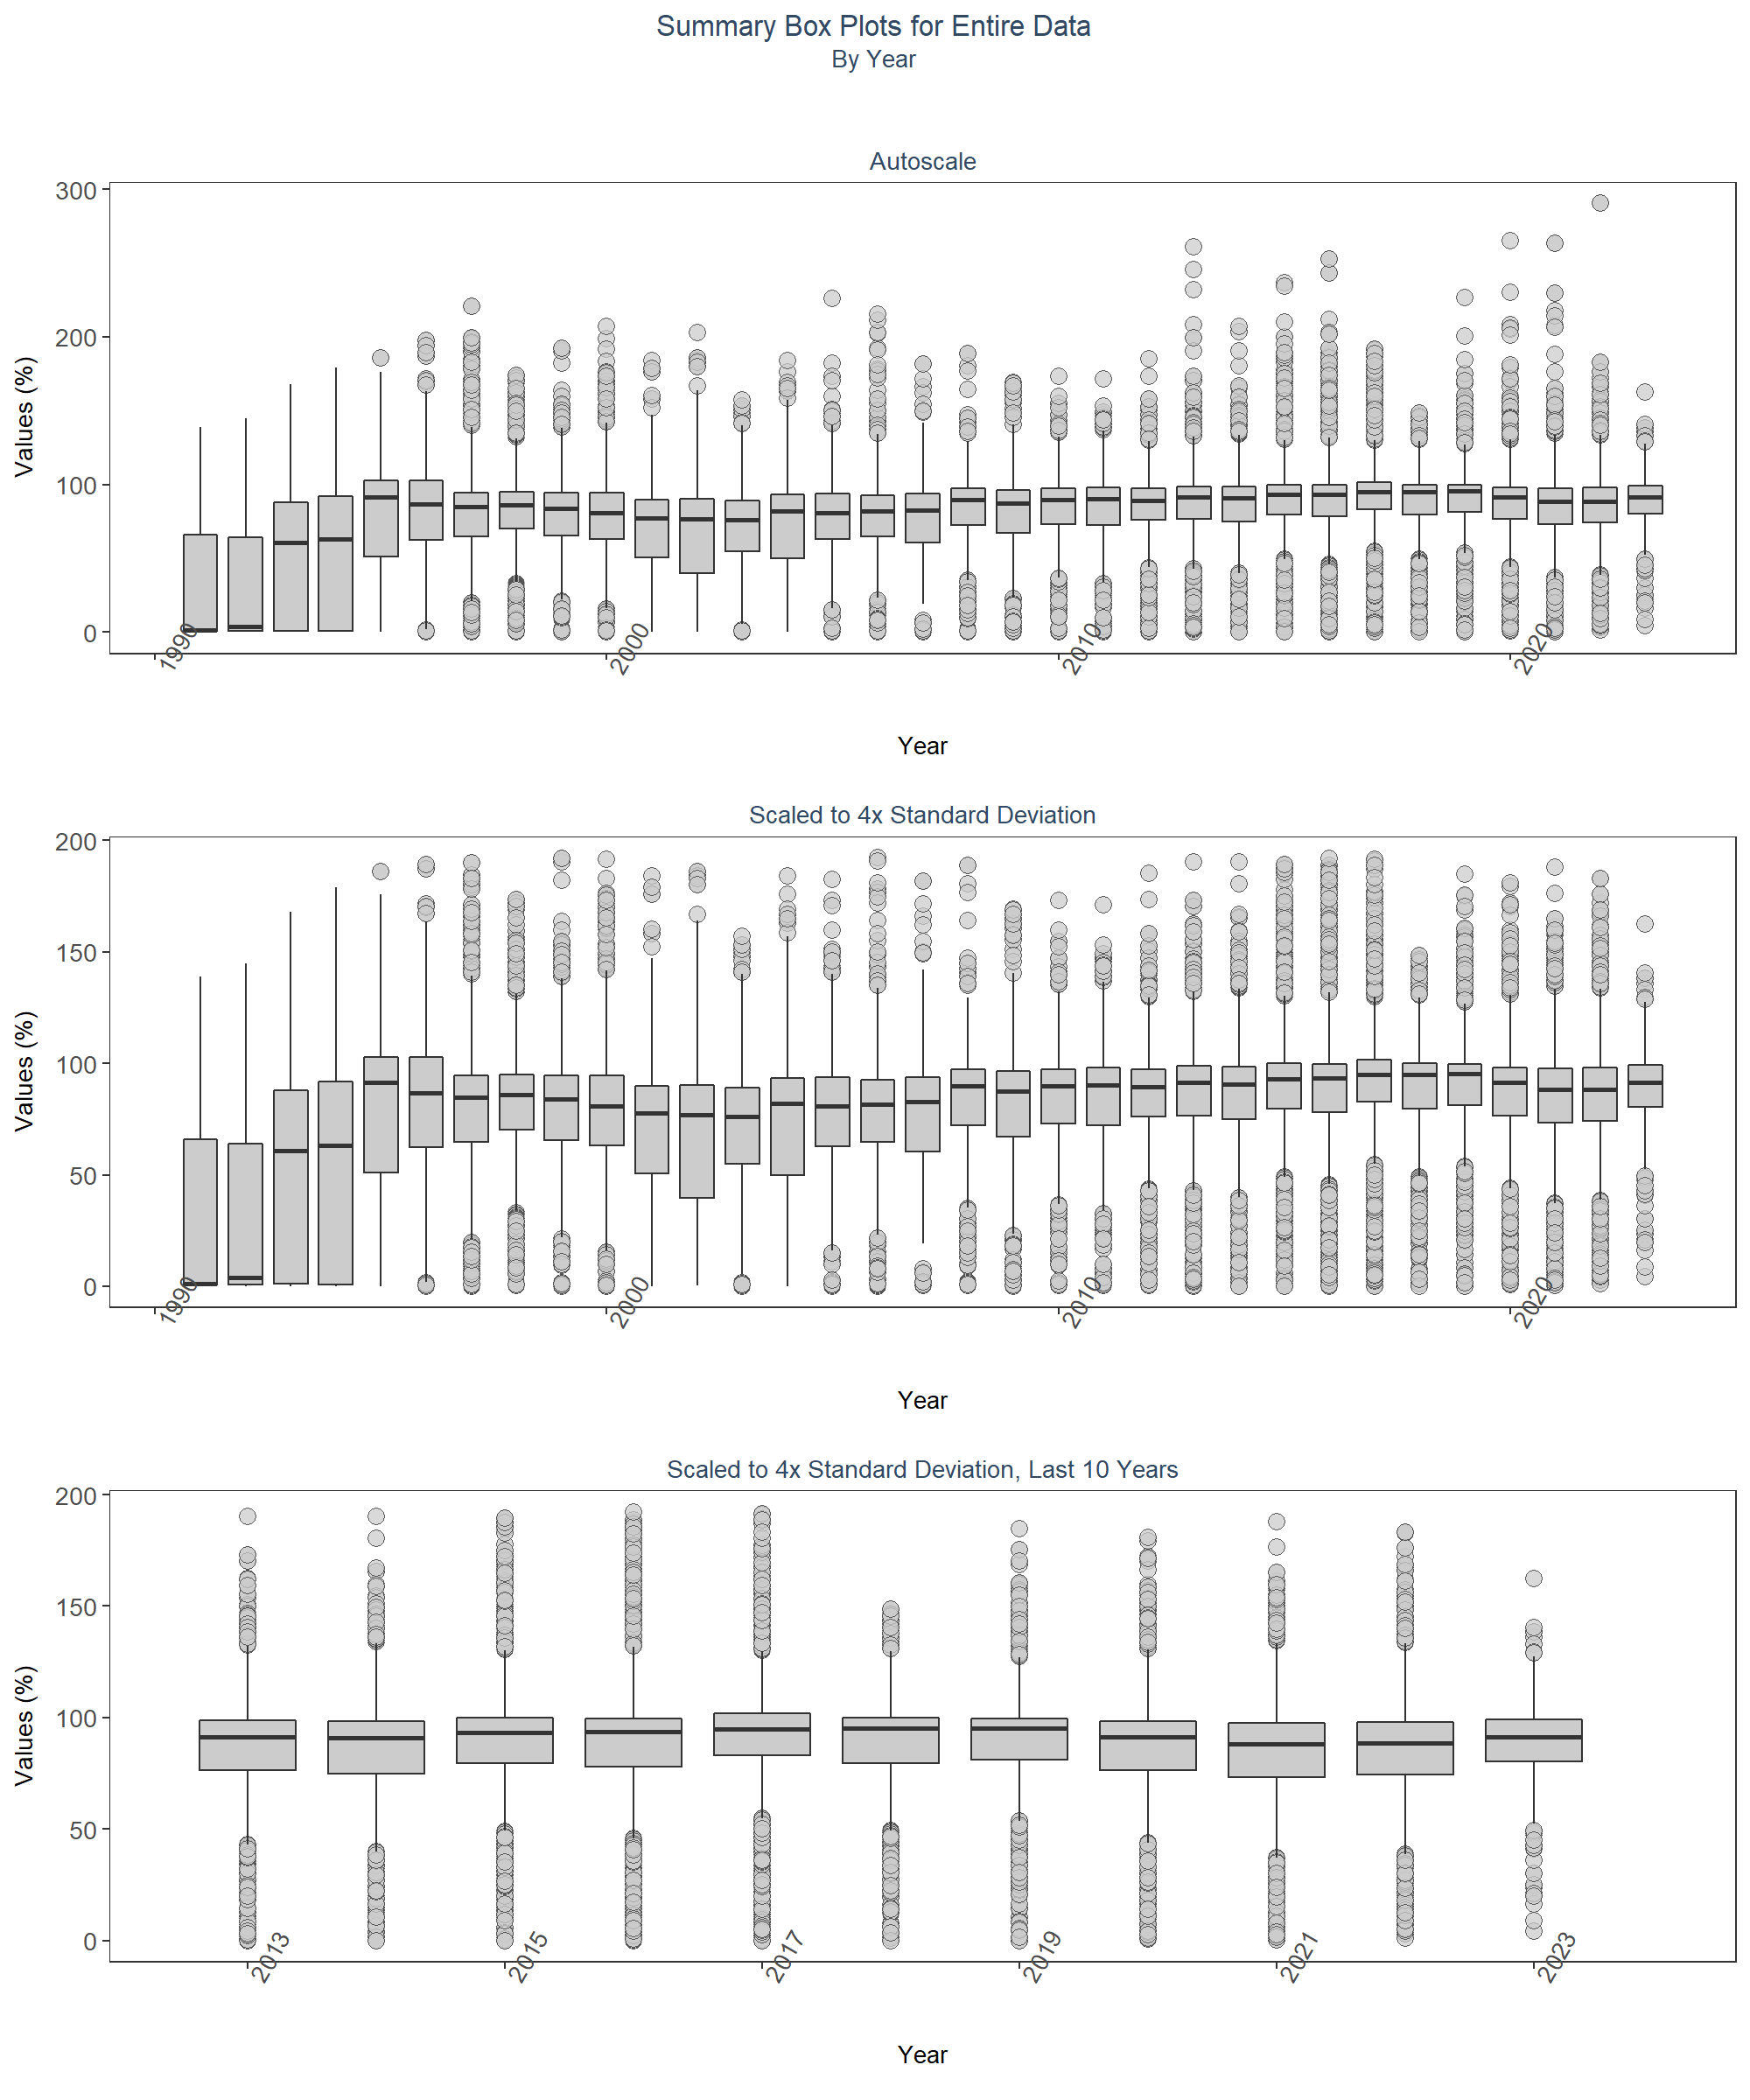 Summary Box Plots for Entire Data
By Year
Autoscale
Values (%)
300
200
100
0
1990
2000
2010
2020
Year
Scaled to 4x Standard Deviation
Values (%)
200
150
100
50
0
1990
2000
2010
2020
Year
Scaled to 4x Standard Deviation, Last 10 Years
Values (%)
200
150
100
50
0
2013
2015
2017
2019
2021
2023
Year